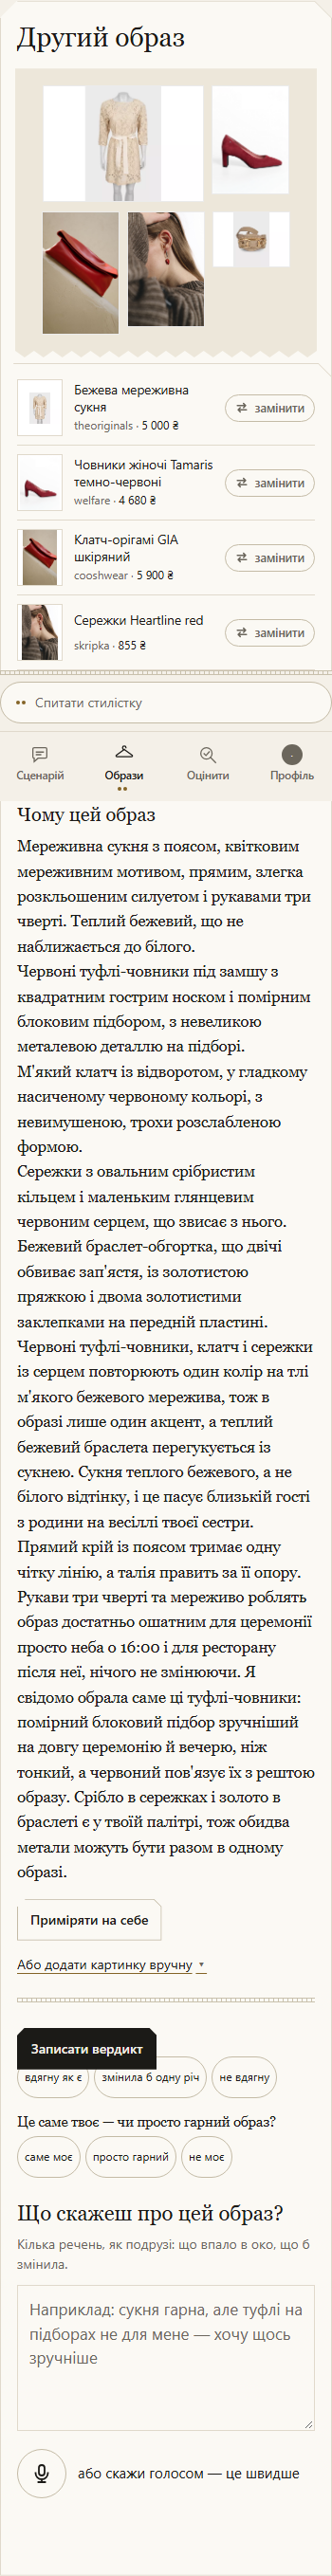 Другий образ
Бежева мереживна
сукня
theoriginals · 5 000 ₴
замінити
Човники жіночі Tamaris
темно-червоні
welfare · 4 680 ₴
замінити
Клатч-орігамі GIA
шкіряний
cooshwear · 5 900 ₴
замінити
Сережки Heartline red
skripka · 855 ₴
замінити
Спитати стилістку
Сценарій
Образи
Оцінити
Профіль
Чому цей образ
Мереживна сукня з поясом, квітковим
мереживним мотивом, прямим, злегка
розкльошеним силуетом і рукавами три
чверті. Теплий бежевий, що не
наближається до білого.
Червоні туфлі-човники під замшу з
квадратним гострим носком і помірним
блоковим підбором, з невеликою
металевою деталлю на підборі.
М'який клатч із відворотом, у гладкому
насиченому червоному кольорі, з
невимушеною, трохи розслабленою
формою.
Сережки з овальним сріблистим
кільцем і маленьким глянцевим
червоним серцем, що звисає з нього.
Бежевий браслет-обгортка, що двічі
обвиває зап'ястя, із золотистою
пряжкою і двома золотистими
заклепками на передній пластині.
Червоні туфлі-човники, клатч і сережки
із серцем повторюють один колір на тлі
м'якого бежевого мережива, тож в
образі лише один акцент, а теплий
бежевий браслета перегукується із
сукнею. Сукня теплого бежевого, а не
білого відтінку, і це пасує близькій гості
з родини на весіллі твоєї сестри.
Прямий крій із поясом тримає одну
чітку лінію, а талія править за її опору.
Рукави три чверті та мереживо роблять
образ достатньо ошатним для церемонії
просто неба о 16:00 і для ресторану
після неї, нічого не змінюючи. Я
свідомо обрала саме ці туфлі-човники:
помірний блоковий підбор зручніший
на довгу церемонію й вечерю, ніж
тонкий, а червоний пов'язує їх з рештою
образу. Срібло в сережках і золото в
браслеті є у твоїй палітрі, тож обидва
метали можуть бути разом в одному
образі.
Приміряти на себе
Або додати картинку вручну
Записати вердикт
вдягну як є
змінила б одну річ
не вдягну
Це саме твоє — чи просто гарний образ?
саме моє
просто гарний
не моє
Що скажеш про цей образ?
Кілька речень, як подрузі: що впало в око, що б
змінила.
Наприклад: сукня гарна, але туфлі на
підборах не для мене — хочу щось
зручніше
або скажи голосом — це швидше